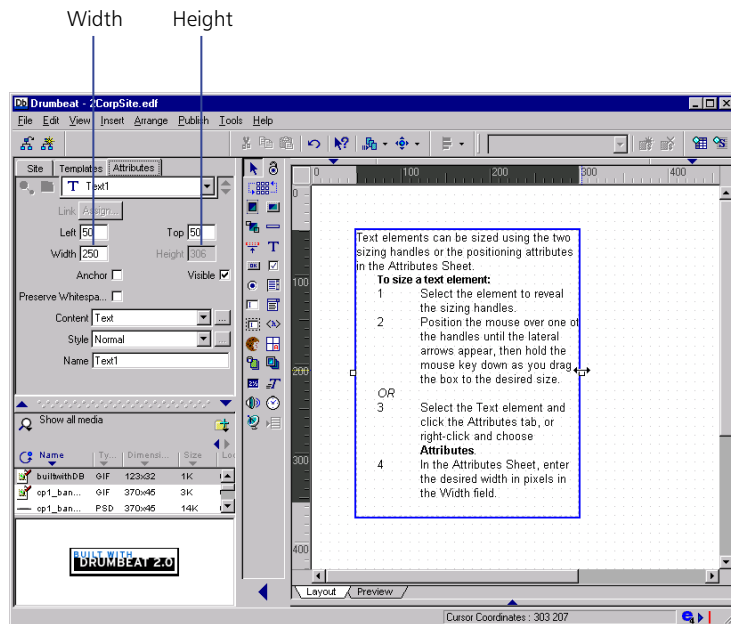 Width Height
Drumbeat - 2CorpSite.edf
File Edit View Insert Arrange Publish Tools Help
Site Templates Attributes
T Text1
Link Assign...
Left 50 Top 50
Width 250 Height 306
Anchor Visible
Preserve Whitespa...
Content Text ...
Style Normal ...
Name Text1
Show all media
Name Ty... Dimensi... Size Lo
builtwithDB GIF 123x32 1K
cp1_ban... GIF 370x45 3K
cp1_ban... PSD 370x45 14K
BUILT WITH
DRUMBEAT 2.0
0 100 200 300 400
0
100
200
300
400
Text elements can be sized using the two
sizing handles or the positioning attributes
in the Attributes Sheet.
To size a text element:
1 Select the element to reveal
the sizing handles.
2 Position the mouse over one of
the handles until the lateral
arrows appear, then hold the
mouse key down as you drag
the box to the desired size.
OR
3 Select the Text element and
click the Attributes tab, or
right-click and choose
Attributes.
4 In the Attributes Sheet, enter
the desired width in pixels in
the Width field.
Layout Preview
Cursor Coordinates : 303 207